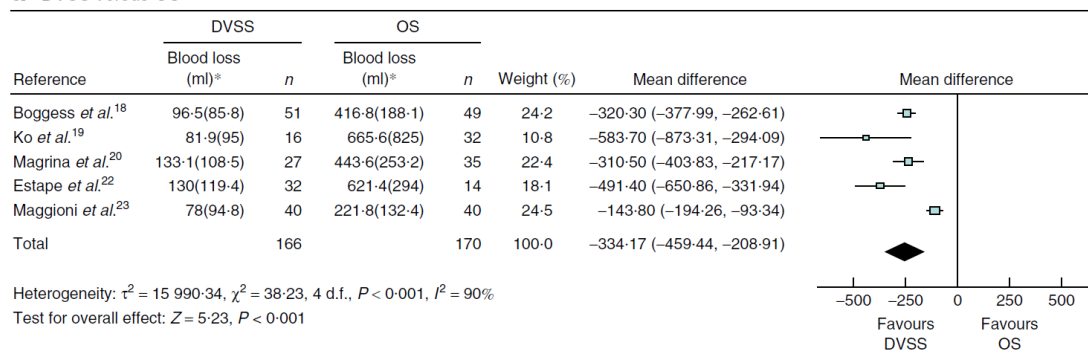 DVSS OS
Blood loss Blood loss
Reference (ml)* n (ml)* n Weight (%) Mean difference Mean difference
Boggess et al.18 96·5(85·8) 51 416·8(188·1) 49 24·2 −320·30 (−377·99, −262·61)
Ko et al.19 81·9(95) 16 665·6(825) 32 10·8 −583·70 (−873·31, −294·09)
Magrina et al.20 133·1(108·5) 27 443·6(253·2) 35 22·4 −310·50 (−403·83, −217·17)
Estape et al.22 130(119·4) 32 621·4(294) 14 18·1 −491·40 (−650·86, −331·94)
Maggioni et al.23 78(94·8) 40 221·8(132·4) 40 24·5 −143·80 (−194·26, −93·34)
Total 166 170 100·0 −334·17 (−459·44, −208·91)
Heterogeneity: τ2 = 15 990·34, χ2 = 38·23, 4 d.f., P < 0·001, I2 = 90%
Test for overall effect: Z = 5·23, P < 0·001
−500 −250 0 250 500
Favours Favours
DVSS OS